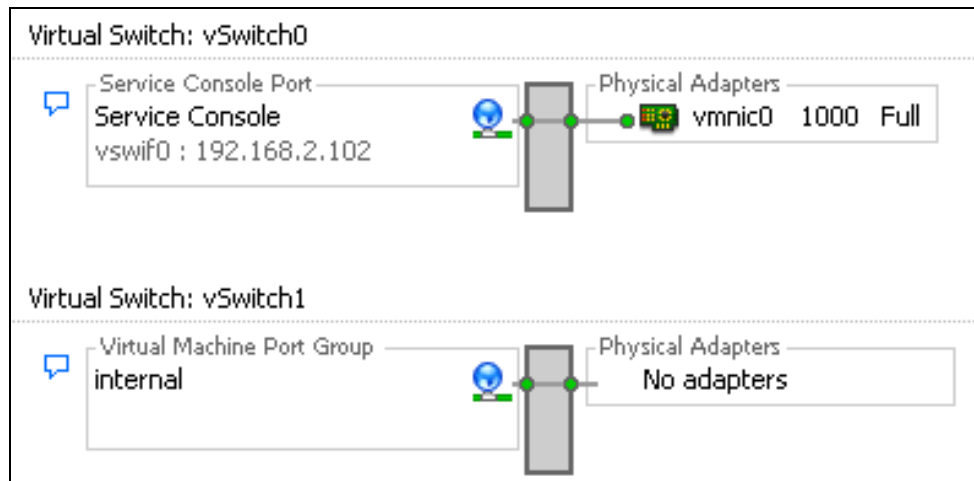 Virtual Switch: vSwitch0
Service Console Port
Service Console
vswif0 : 192.168.2.102
Physical Adapters
vmnic0 1000 Full
Virtual Switch: vSwitch1
Virtual Machine Port Group
internal
Physical Adapters
No adapters